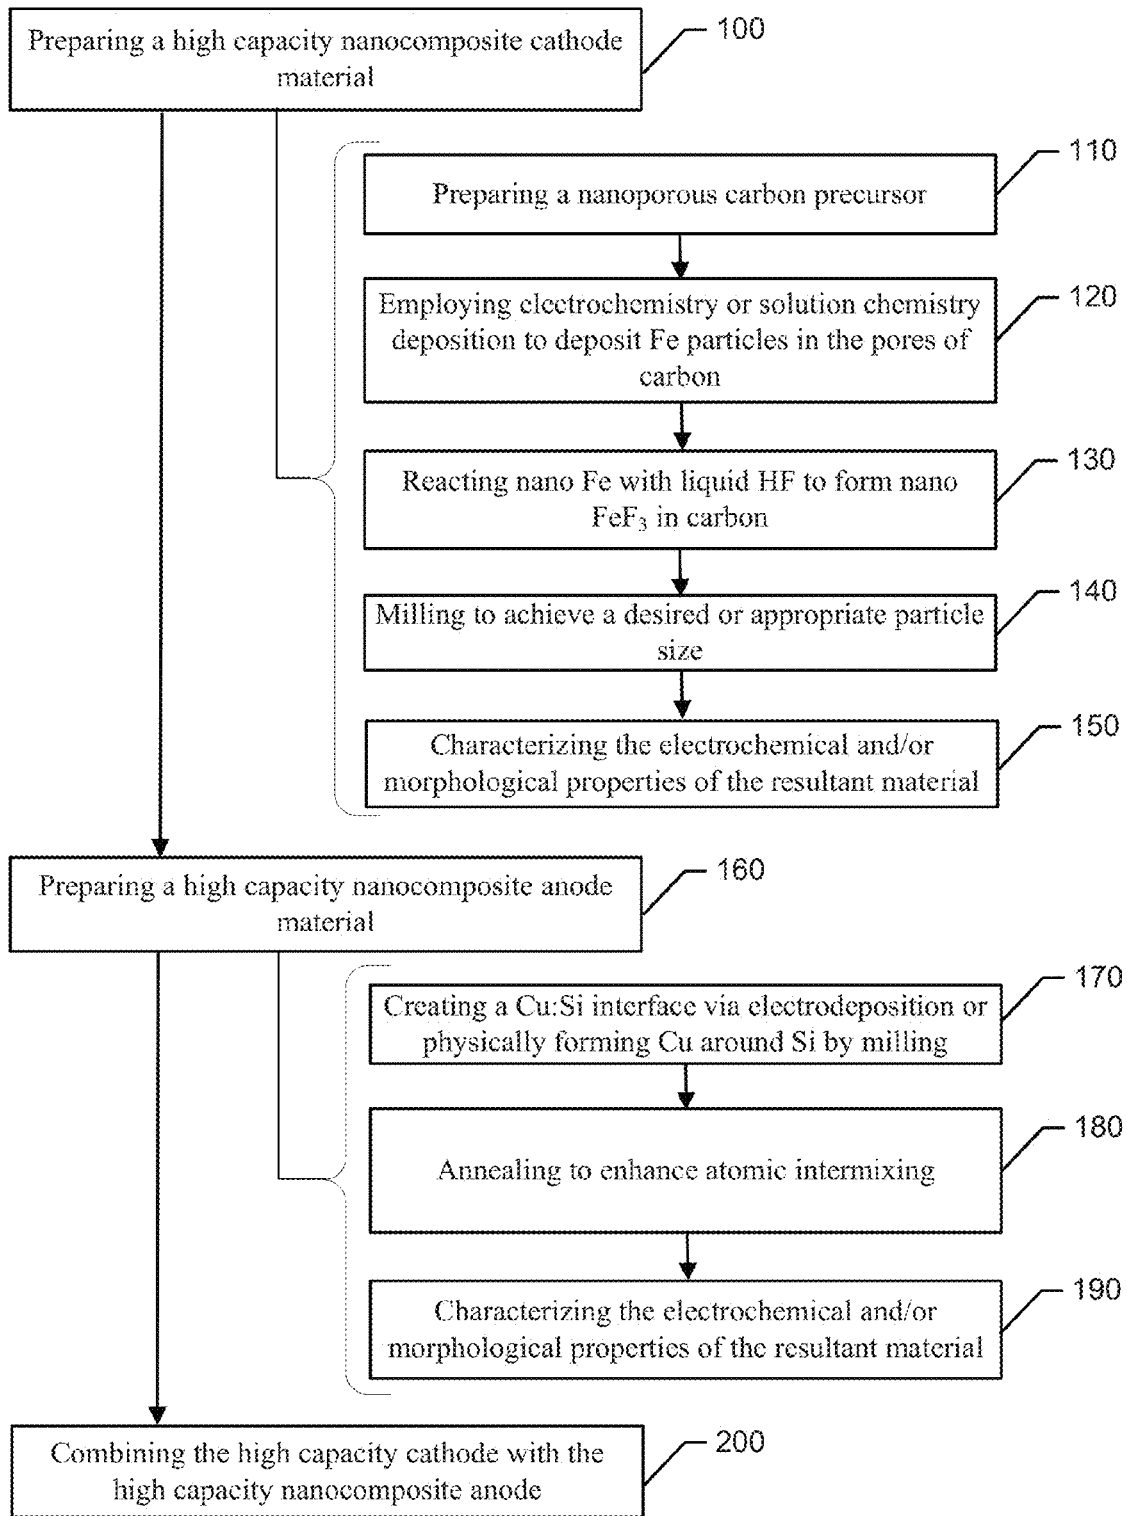 Preparing a high capacity nanocomposite cathode
material
100
110
Preparing a nanoporous carbon precursor
120
Employing electrochemistry or solution chemistry
deposition to deposit Fe particles in the pores of
carbon
130
Reacting nano Fe with liquid HF to form nano
FeF₃ in carbon
140
Milling to achieve a desired or appropriate particle
size
150
Characterizing the electrochemical and/or
morphological properties of the resultant material
160
Preparing a high capacity nanocomposite anode
material
170
Creating a Cu:Si interface via electrodeposition or
physically forming Cu around Si by milling
180
Annealing to enhance atomic intermixing
190
Characterizing the electrochemical and/or
morphological properties of the resultant material
200
Combining the high capacity cathode with the
high capacity nanocomposite anode